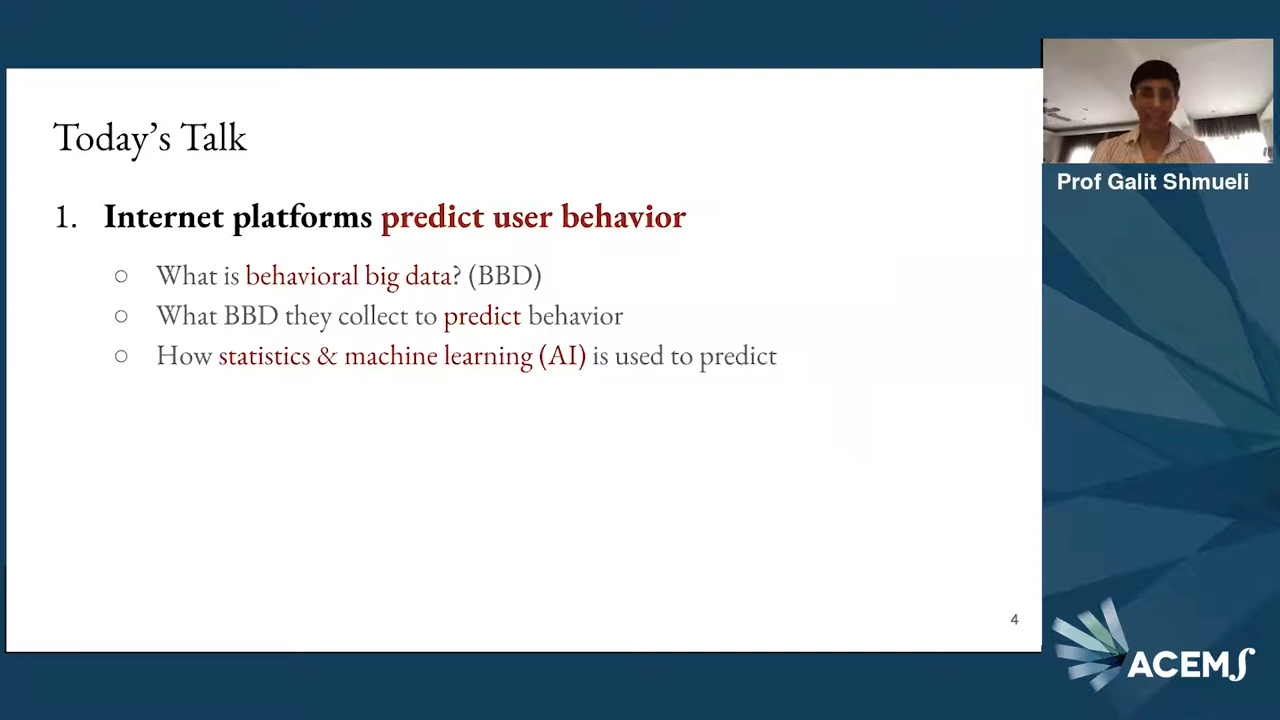 Today's Talk
1. Internet platforms predict user behavior
○ What is behavioral big data? (BBD)
○ What BBD they collect to predict behavior
○ How statistics & machine learning (AI) is used to predict
4
Prof Galit Shmueli
ACEMS